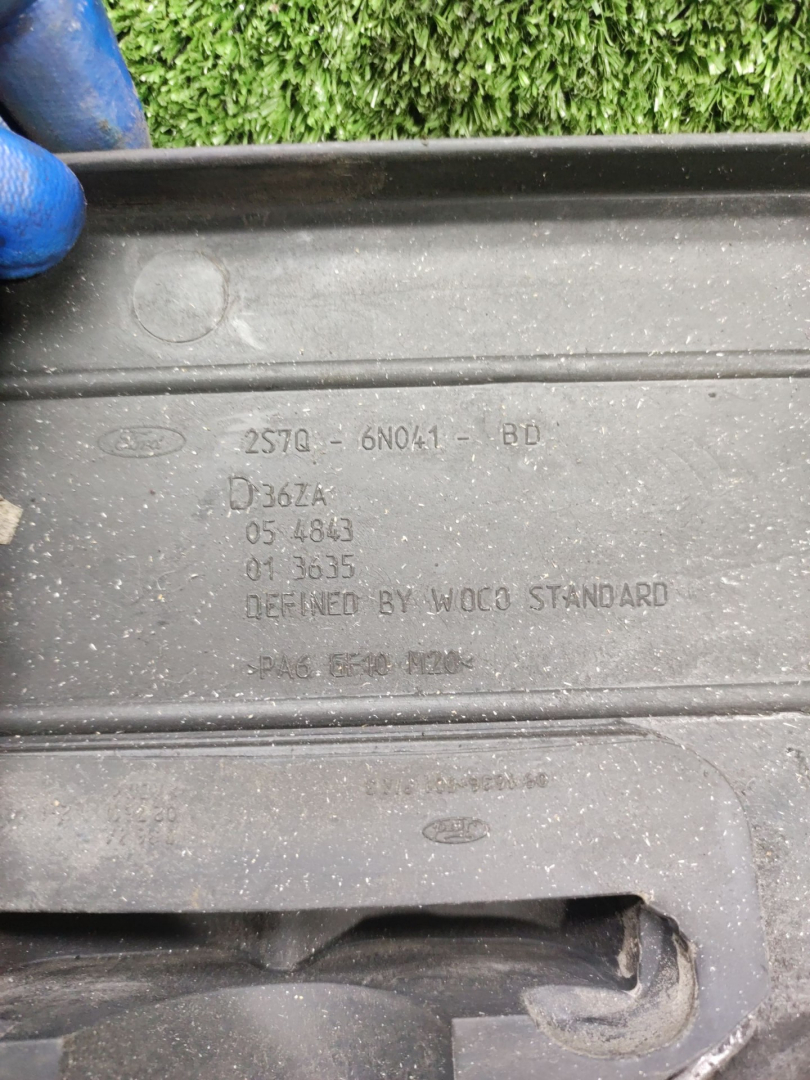 Ford 2S7Q - 6N041 - BD
D36ZA
05 4843
01 3635
DEFINED BY WOCO STANDARD
>PA6 GF10 M20<